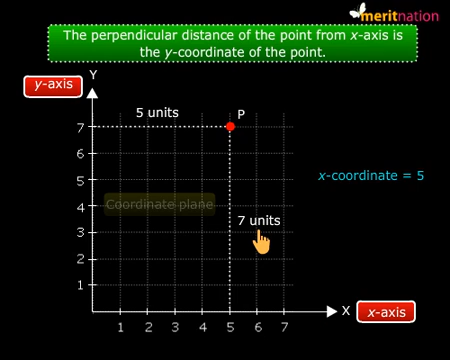 meritnation
The perpendicular distance of the point from x-axis is
the y-coordinate of the point.
y-axis
Y
5 units
P
7
6
5
4
3
2
1
x-coordinate = 5
Coordinate plane
7 units
X
x-axis
1 2 3 4 5 6 7